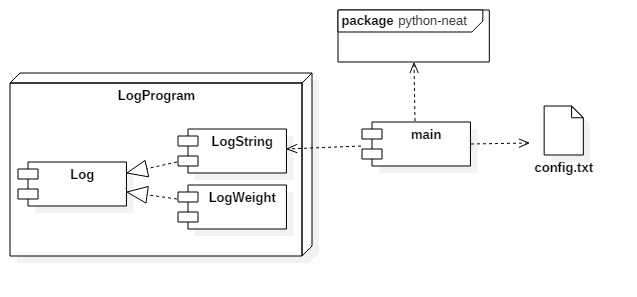 package python-neat
LogProgram
LogString
main
config.txt
Log
LogWeight